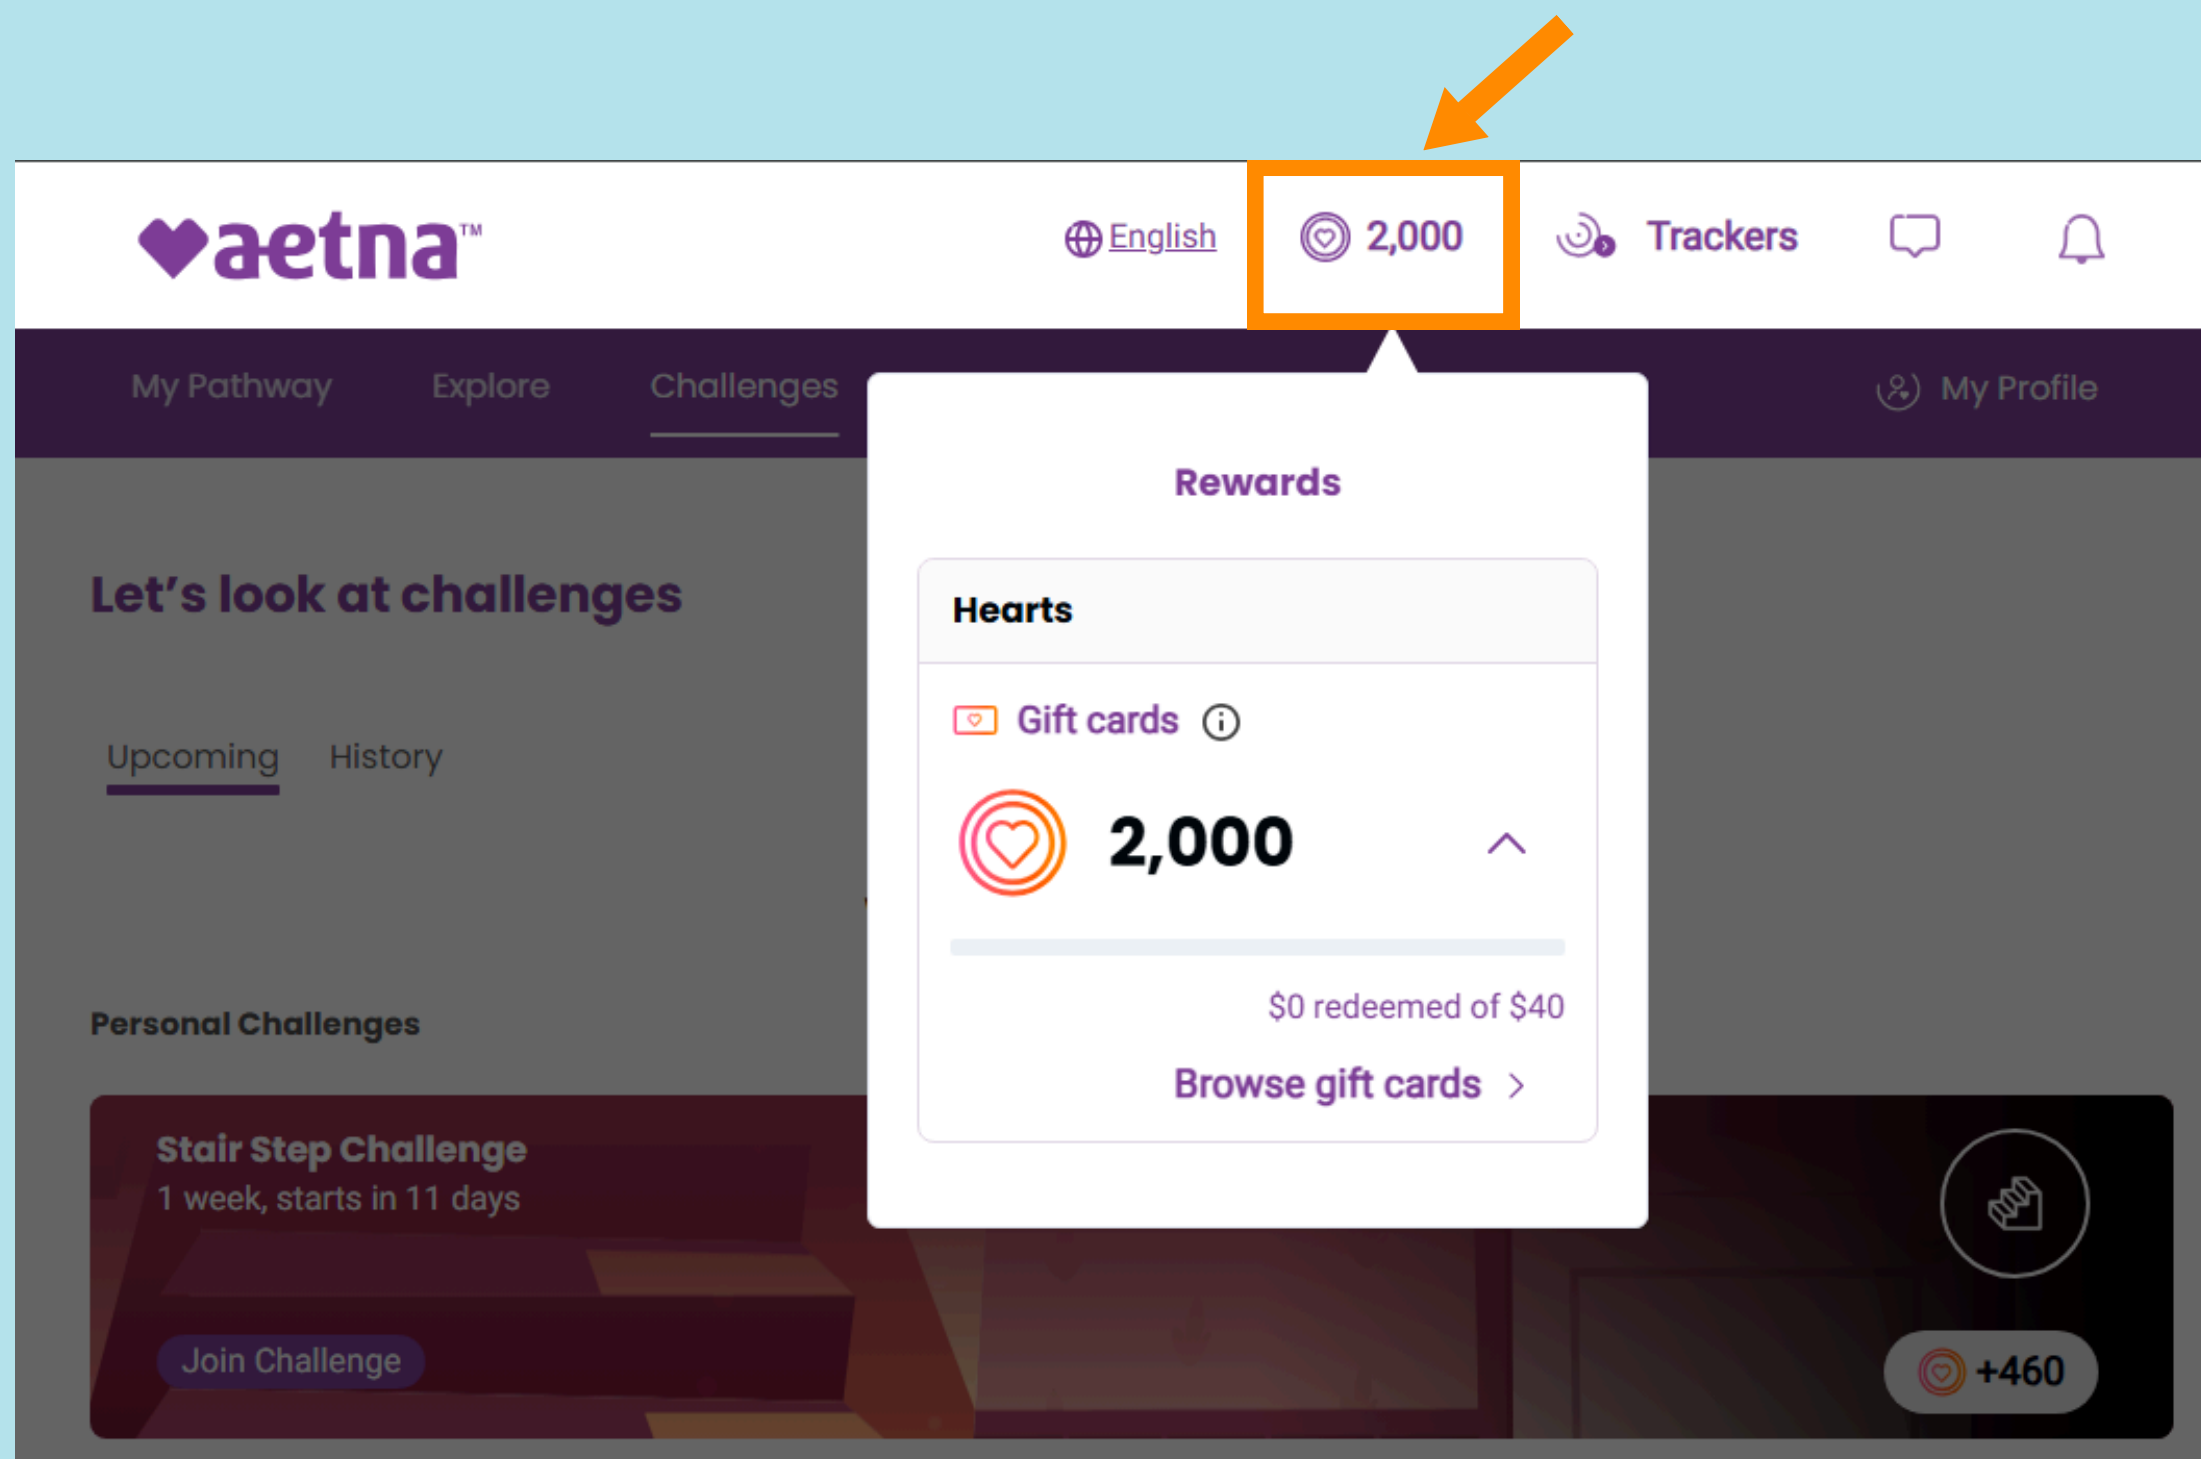 aetna™
English
2,000
Trackers
My Pathway
Explore
Challenges
My Profile
Rewards
Let's look at challenges
Hearts
Gift cards
Upcoming
History
2,000
$0 redeemed of $40
Personal Challenges
Browse gift cards
Stair Step Challenge
1 week, starts in 11 days
Join Challenge
+460